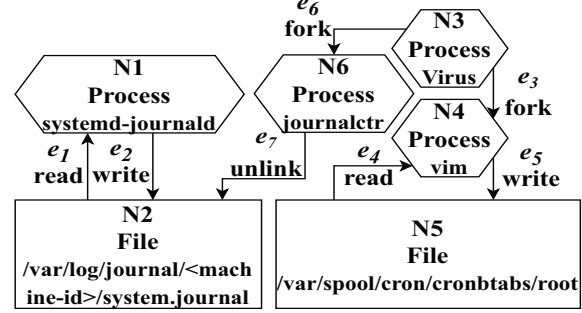 e6
fork
N3
Process
Virus
N1
Process
systemd-journald
N6
Process
journalctr
e3
fork
N4
Process
vim
e1
read
e2
write
e7
unlink
e4
read
e5
write
N2
File
/var/log/journal/<mach
ine-id>/system.journal
N5
File
/var/spool/cron/cronbtabs/root